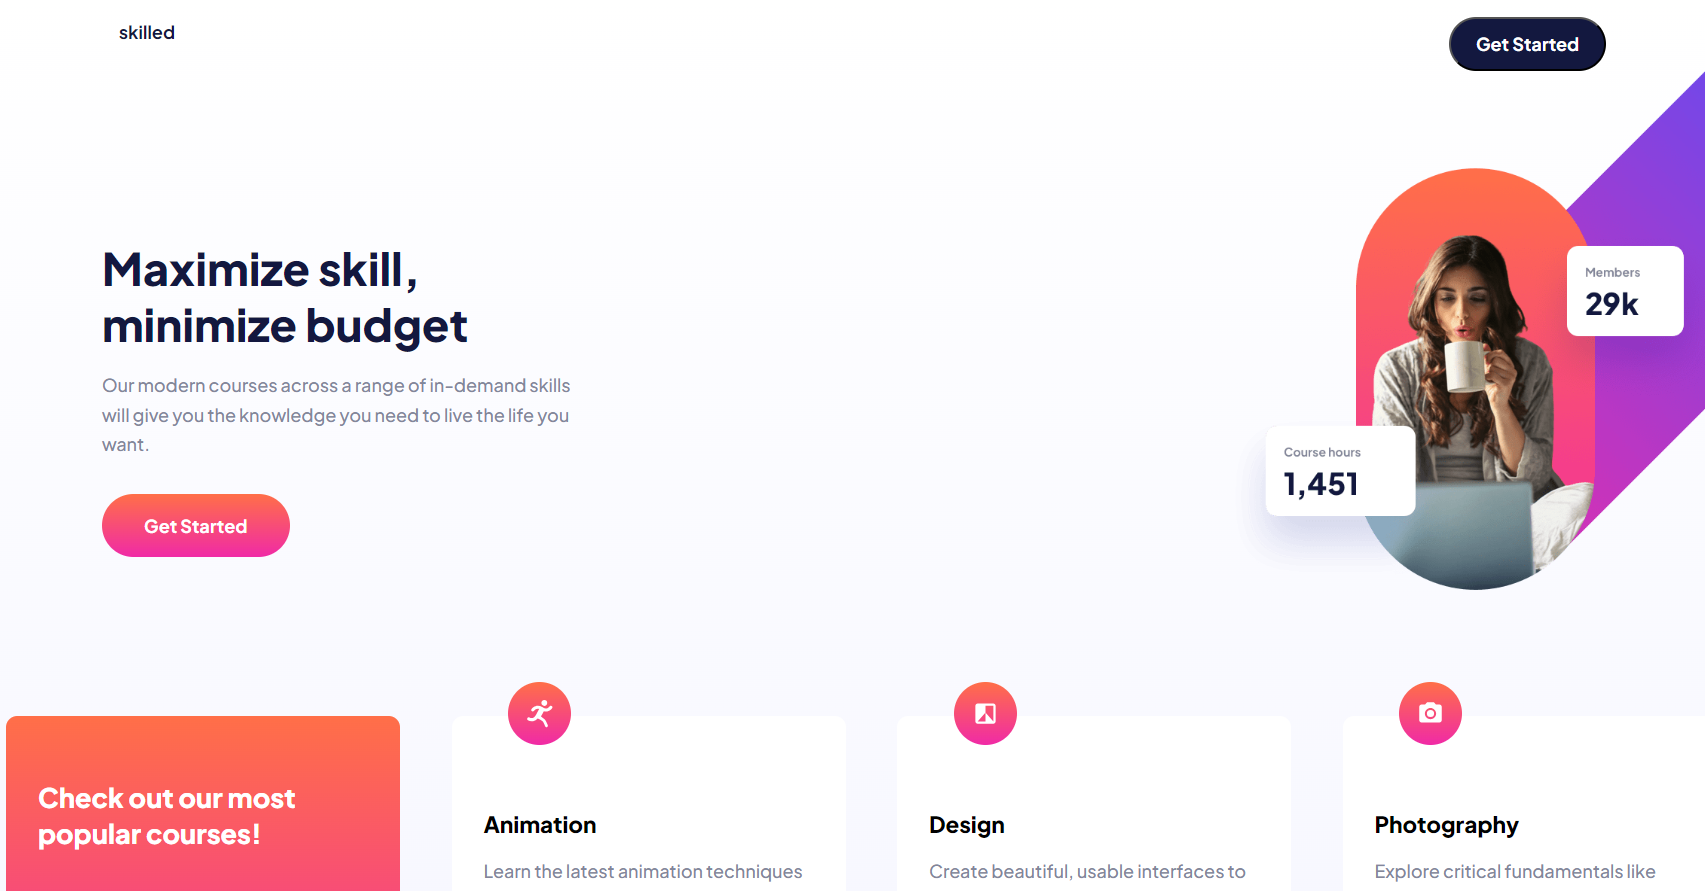 skilled
Get Started
Maximize skill,
minimize budget
Our modern courses across a range of in-demand skills
will give you the knowledge you need to live the life you
want.
Get Started
Members
29k
Course hours
1,451
Check out our most
popular courses!
Animation
Learn the latest animation techniques
Design
Create beautiful, usable interfaces to
Photography
Explore critical fundamentals like